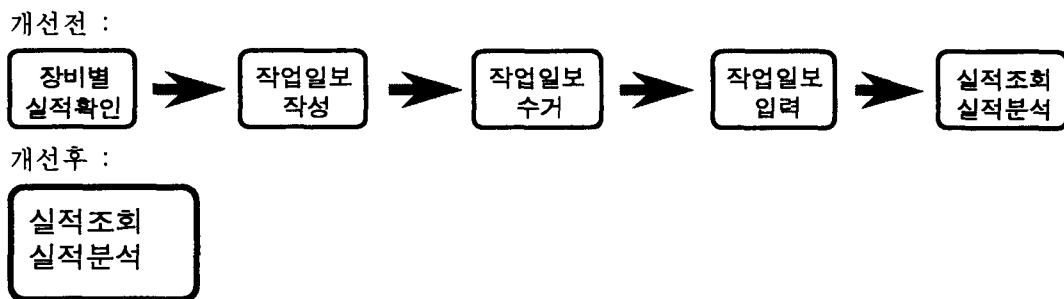 개선전 :
장비별
실적확인
작업일보
작성
작업일보
수거
작업일보
입력
실적조회
실적분석
개선후 :
실적조회
실적분석